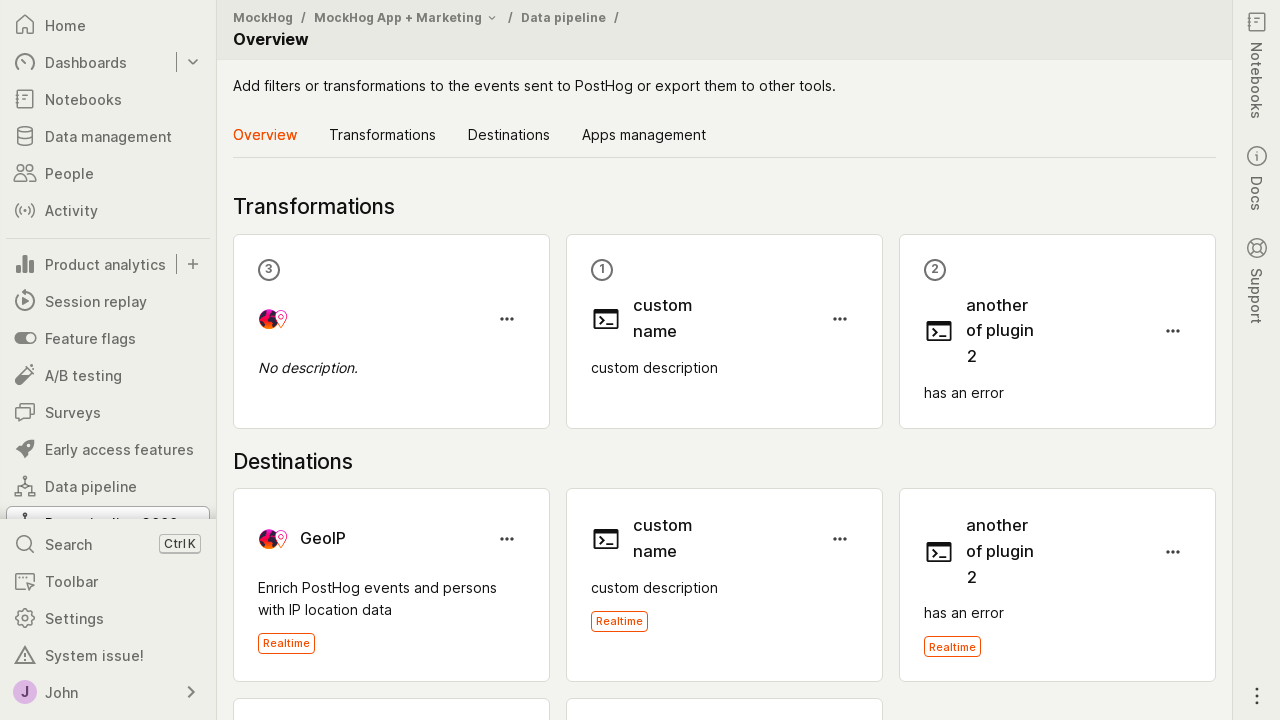 Home
Dashboards
Notebooks
Data management
People
Activity
Product analytics
Session replay
Feature flags
A/B testing
Surveys
Early access features
Data pipeline
Search Ctrl K
Toolbar
Settings
System issue!
J John
MockHog / MockHog App + Marketing / Data pipeline /
Overview
Add filters or transformations to the events sent to PostHog or export them to other tools.
Overview Transformations Destinations Apps management
Transformations
3
No description.
1
custom
name
custom description
2
another
of plugin
2
has an error
Destinations
GeoIP
Enrich PostHog events and persons
with IP location data
Realtime
custom
name
custom description
Realtime
another
of plugin
2
has an error
Realtime
Notebooks
Docs
Support